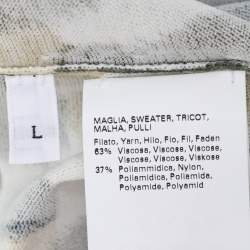 L
MAGLIA, SWEATER, TRICOT,
MALHA, PULLI
Filato, Yarn, Hilo, Fio, Fil, Faden
63% Viscosa, Viscose, Viscosa,
Viscose, Viscose, Viskose
37% Poliammidica, Nylon,
Poliamidica, Poliamida,
Polyamide, Polyamid